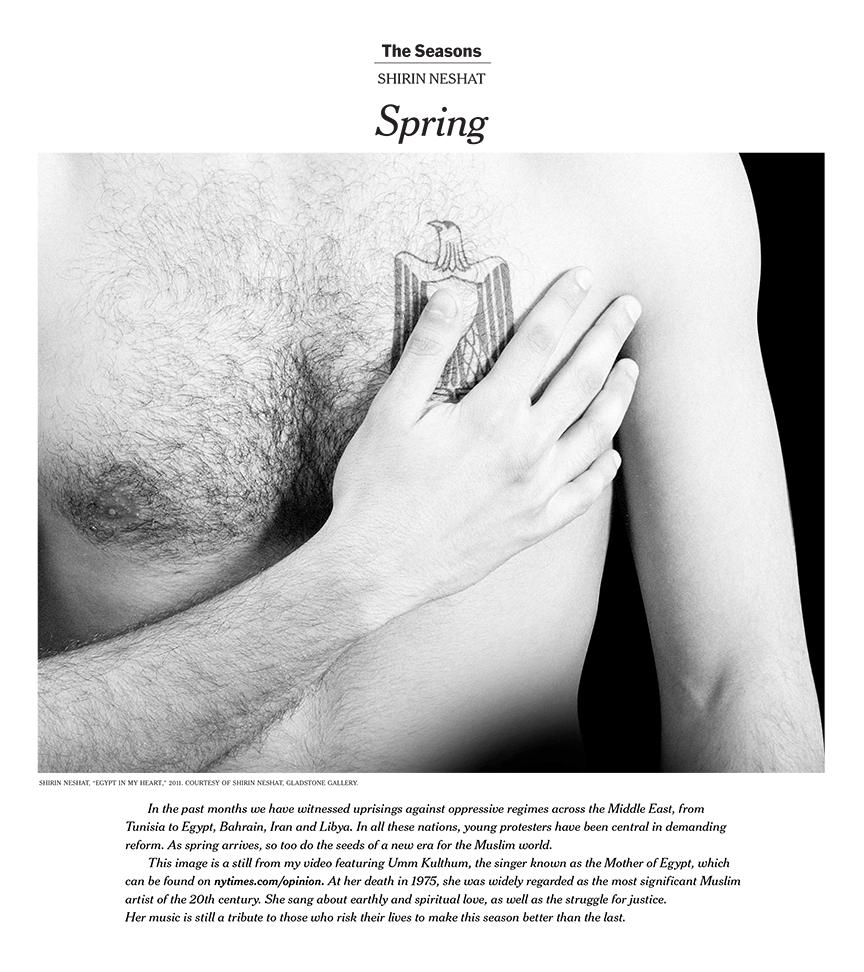 The Seasons
SHIRIN NESHAT
Spring
SHIRIN NESHAT, “EGYPT IN MY HEART,” 2011. COURTESY OF SHIRIN NESHAT, GLADSTONE GALLERY.
In the past months we have witnessed uprisings against oppressive regimes across the Middle East, from
Tunisia to Egypt, Bahrain, Iran and Libya. In all these nations, young protesters have been central in demanding
reform. As spring arrives, so too do the seeds of a new era for the Muslim world.
This image is a still from my video featuring Umm Kulthum, the singer known as the Mother of Egypt, which
can be found on nytimes.com/opinion. At her death in 1975, she was widely regarded as the most significant Muslim
artist of the 20th century. She sang about earthly and spiritual love, as well as the struggle for justice.
Her music is still a tribute to those who risk their lives to make this season better than the last.